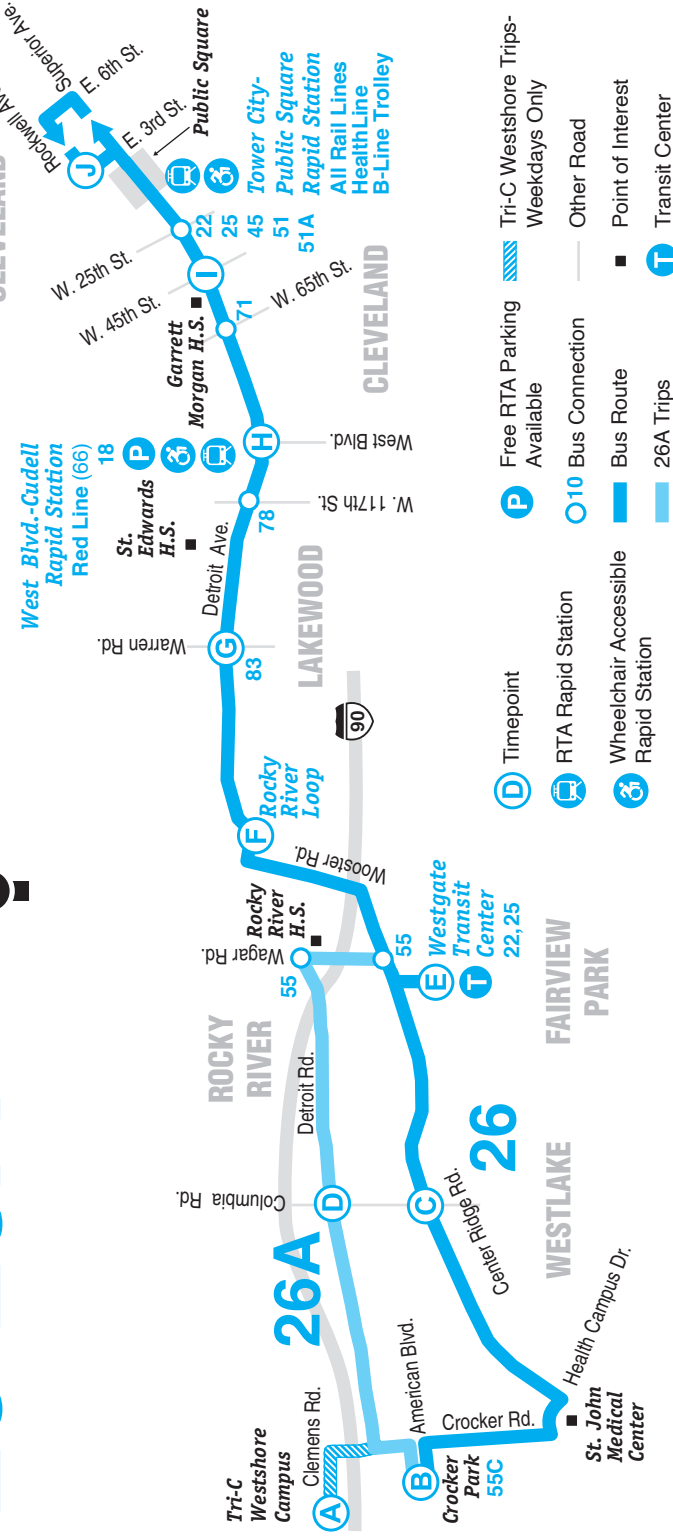 Superior Ave.
E. 6th St.
E. 3rd St.
J
Public Square
Tower City-
Public Square
Rapid Station
All Rail Lines
HealthLine
B-Line Trolley
22
25
45
51
51A
W. 25th St.
W. 45th St.
W. 65th St.
I
71
Garrett
Morgan H.S.
CLEVELAND
West Blvd.-Cudell
Rapid Station
Red Line (66)
18
P
H
West Blvd.
St.
Edwards
H.S.
W. 117th St.
78
Detroit Ave.
Warren Rd.
G
83
LAKEWOOD
90
F
Rocky
River
Loop
Wooster Rd.
Rocky
River
H.S.
Wagar Rd.
55
55
E
T
Westgate
Transit
Center
22,25
ROCKY
RIVER
FAIRVIEW
PARK
Detroit Rd.
Columbia Rd.
D
C
26A
26
Center Ridge Rd.
WESTLAKE
Tri-C
Westshore
Campus
Clemens Rd.
A
American Blvd.
B
Crocker
Park
55C
Crocker Rd.
Health Campus Dr.
St. John
Medical
Center
D Timepoint
RTA Rapid Station
Wheelchair Accessible
Rapid Station
P Free RTA Parking
Available
10 Bus Connection
Bus Route
26A Trips
Tri-C Westshore Trips-
Weekdays Only
Other Road
Point of Interest
T Transit Center